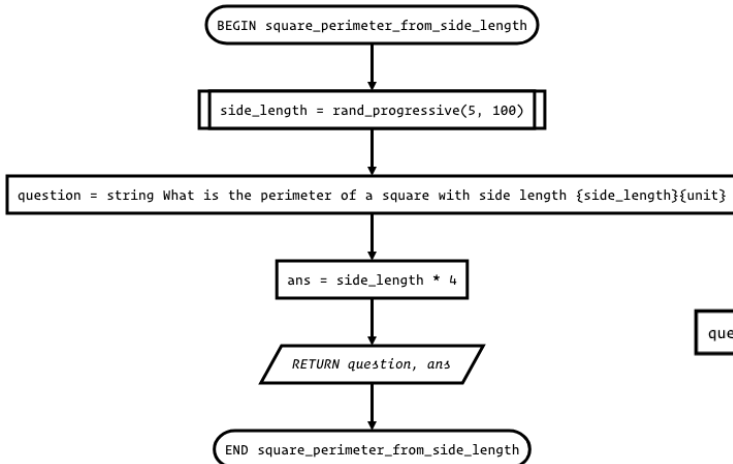 BEGIN square_perimeter_from_side_length
side_length = rand_progressive(5, 100)
question = string What is the perimeter of a square with side length {side_length}{unit}
ans = side_length * 4
RETURN question, ans
END square_perimeter_from_side_length